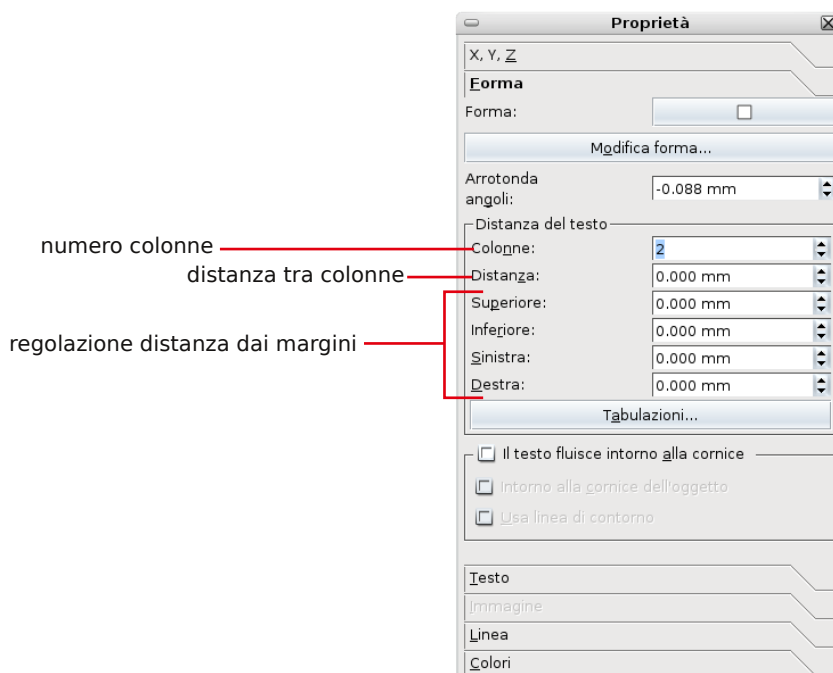 Proprietà
X, Y, Z
Forma
Forma:
Modifica forma...
Arrotonda
angoli:
-0.088 mm
Distanza del testo
numero colonne
Colonne:
2
distanza tra colonne
Distanza:
0.000 mm
Superiore:
0.000 mm
Inferiore:
0.000 mm
regolazione distanza dai margini
Sinistra:
0.000 mm
Destra:
0.000 mm
Tabulazioni...
Il testo fluisce intorno alla cornice
Intorno alla cornice dell'oggetto
Usa linea di contorno
Testo
Immagine
Linea
Colori